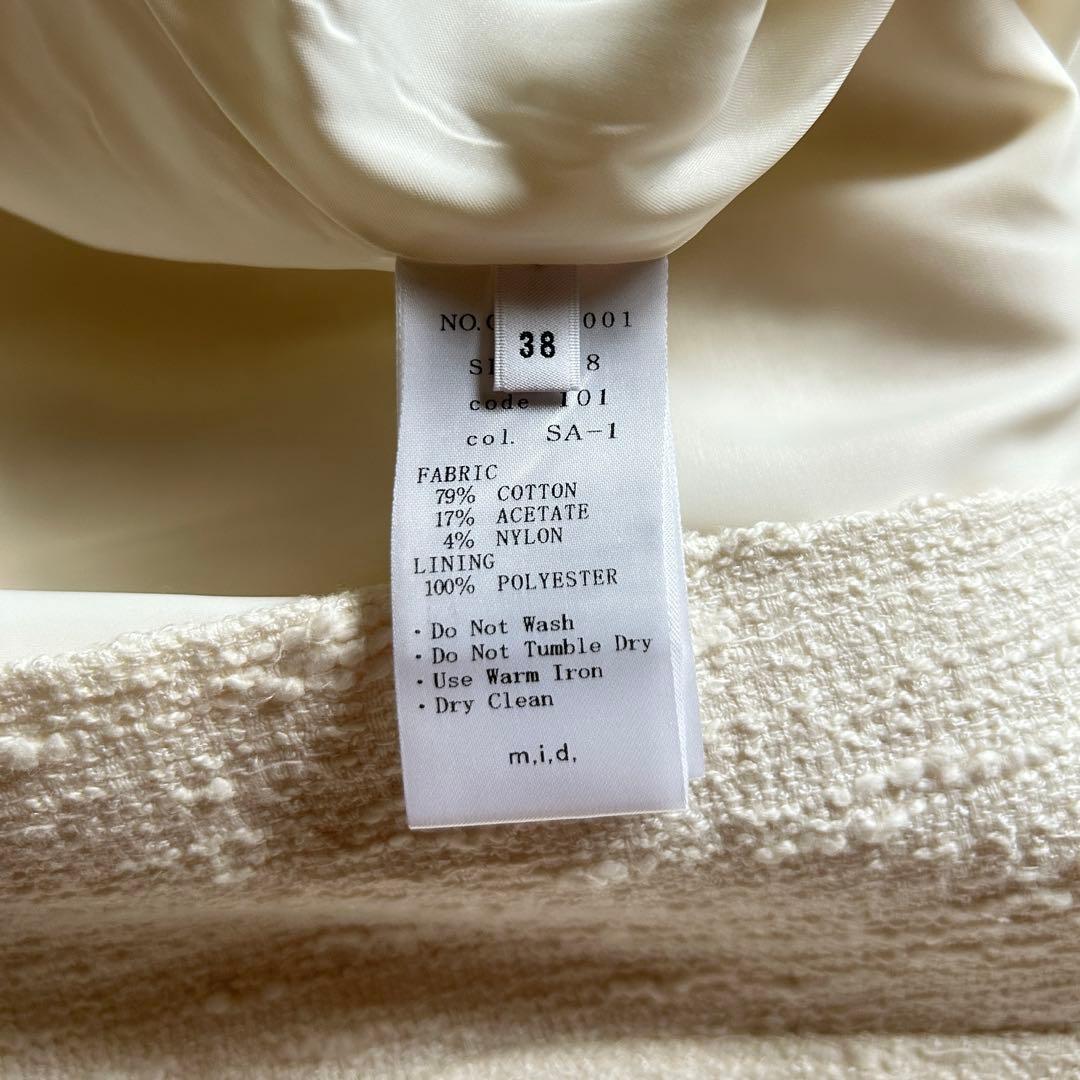 NO. 001
38
8
code 101
col. SA-1
FABRIC
79% COTTON
17% ACETATE
4% NYLON
LINING
100% POLYESTER
・Do Not Wash
・Do Not Tumble Dry
・Use Warm Iron
・Dry Clean
m,i,d,